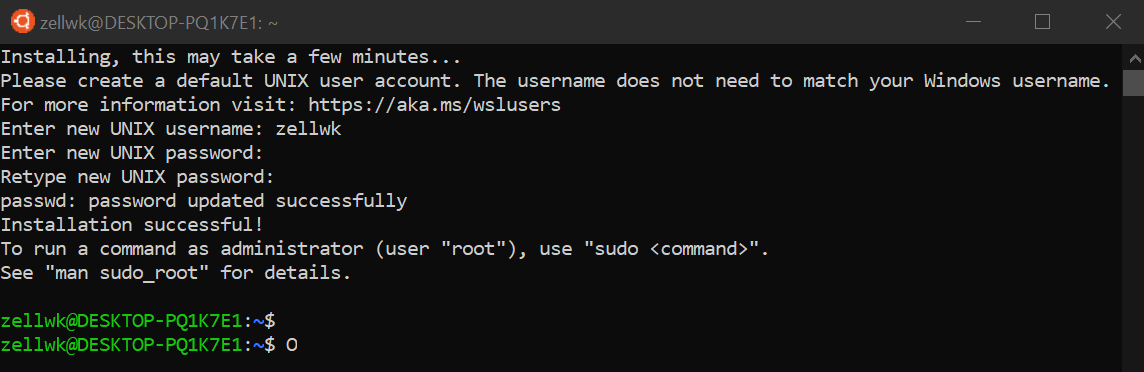 zellwk@DESKTOP-PQ1K7E1: ~
Installing, this may take a few minutes...
Please create a default UNIX user account. The username does not need to match your Windows username.
For more information visit: https://aka.ms/wslusers
Enter new UNIX username: zellwk
Enter new UNIX password:
Retype new UNIX password:
passwd: password updated successfully
Installation successful!
To run a command as administrator (user "root"), use "sudo <command>".
See "man sudo_root" for details.
zellwk@DESKTOP-PQ1K7E1:~$
zellwk@DESKTOP-PQ1K7E1:~$ O